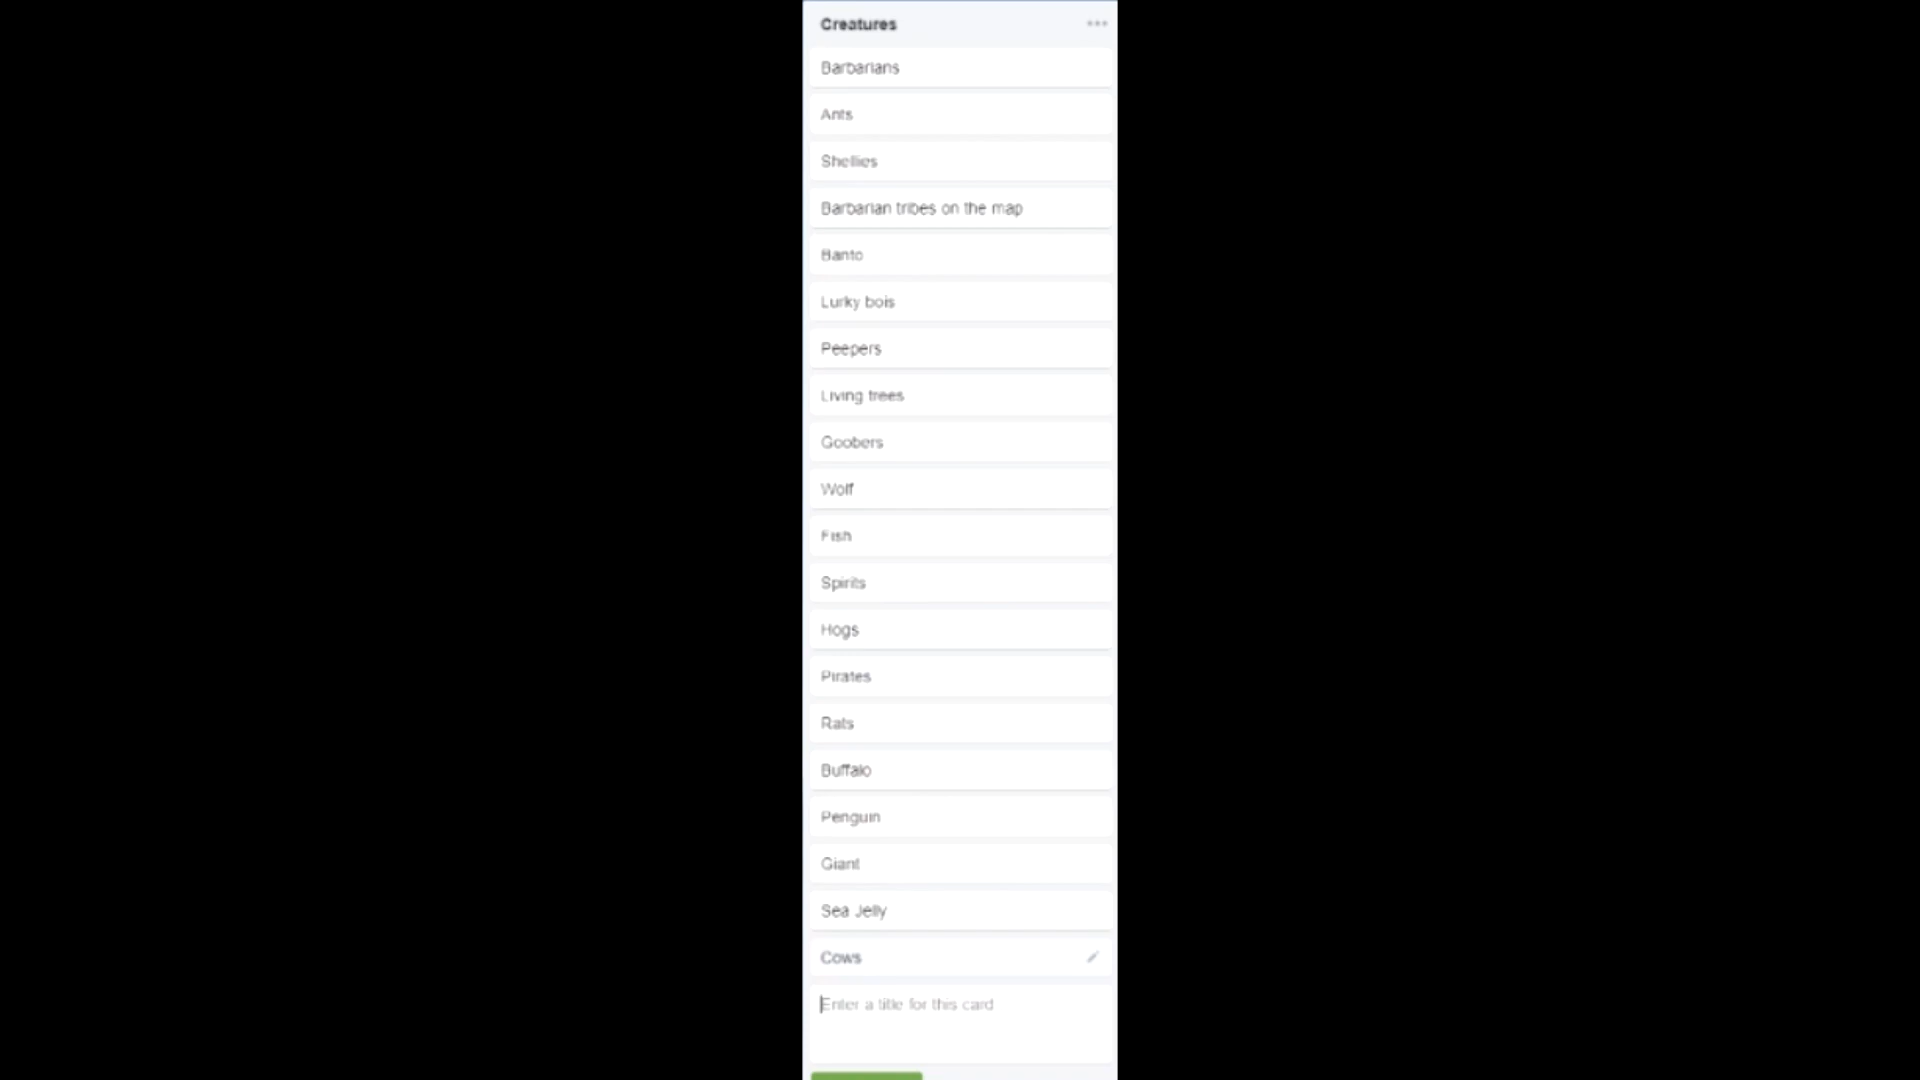 Creatures
Barbarians
Ants
Shellies
Barbarian tribes on the map
Banto
Lurky bois
Peepers
Living trees
Goobers
Wolf
Fish
Spirits
Hogs
Pirates
Rats
Buffalo
Penguin
Giant
Sea Jelly
Cows
Enter a title for this card